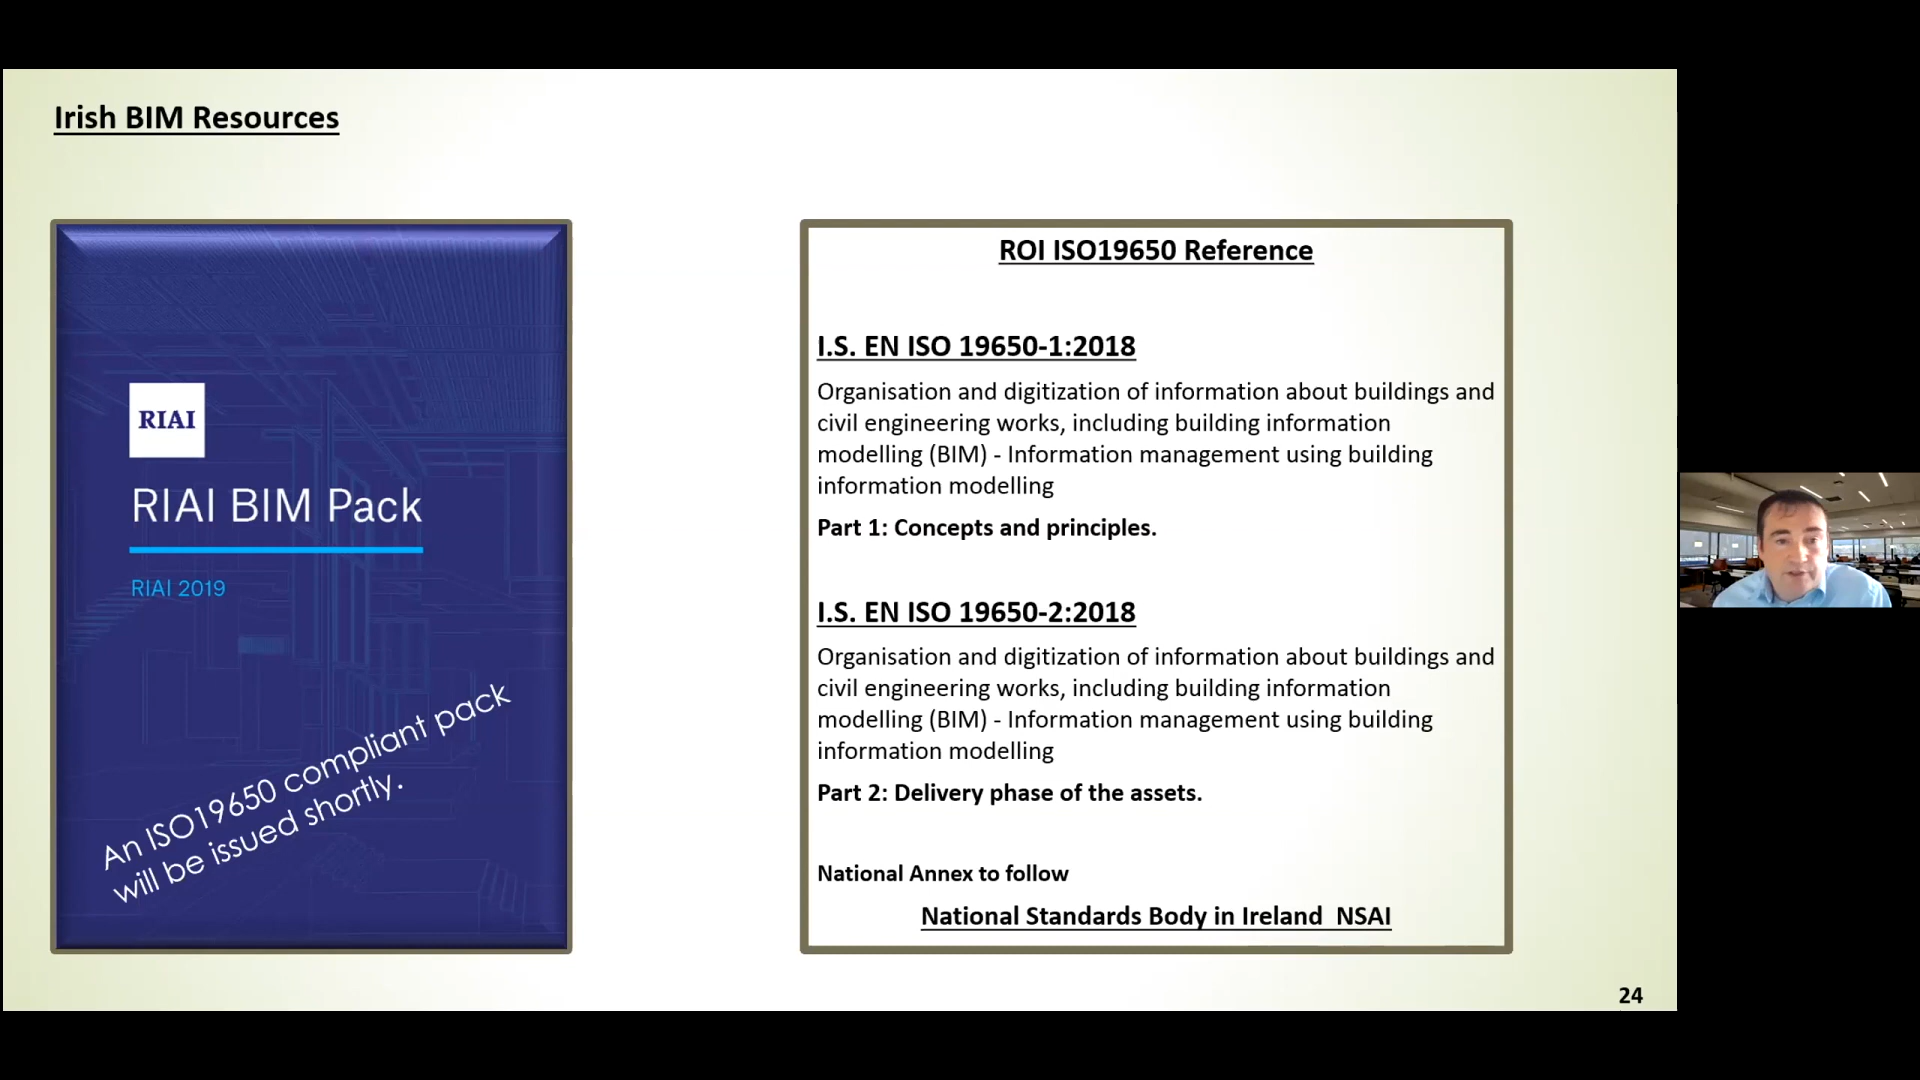 Irish BIM Resources
RIAI
RIAI BIM Pack
RIAI 2019
An ISO19650 compliant pack
will be issued shortly.
ROI ISO19650 Reference
I.S. EN ISO 19650-1:2018
Organisation and digitization of information about buildings and
civil engineering works, including building information
modelling (BIM) - Information management using building
information modelling
Part 1: Concepts and principles.
I.S. EN ISO 19650-2:2018
Organisation and digitization of information about buildings and
civil engineering works, including building information
modelling (BIM) - Information management using building
information modelling
Part 2: Delivery phase of the assets.
National Annex to follow
National Standards Body in Ireland  NSAI
24